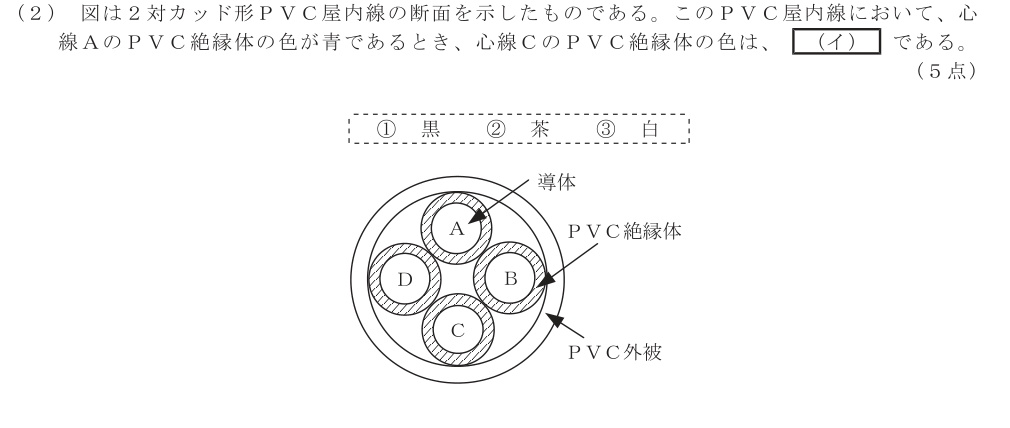 （２） 図は２対カッド形ＰＶＣ屋内線の断面を示したものである。このＰＶＣ屋内線において、心
線ＡのＰＶＣ絶縁体の色が青であるとき、心線ＣのＰＶＣ絶縁体の色は、 （イ） である。
（５点）
① 黒 ② 茶 ③ 白
導体
A
ＰＶＣ絶縁体
D B
C
ＰＶＣ外被